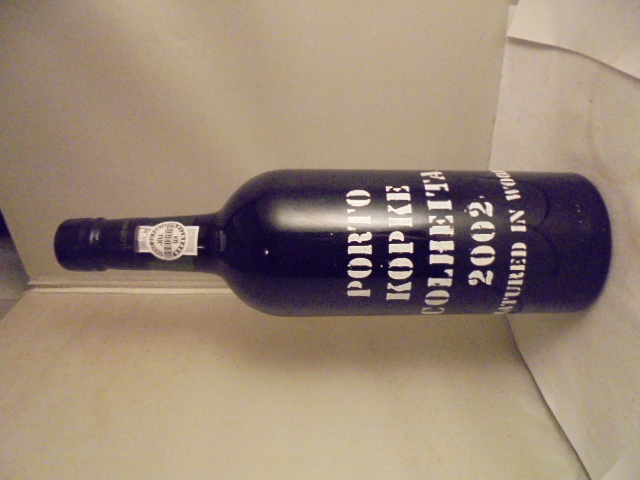 PORTO
KOPKE
COLHEITA
2002
MATURED IN WOOD